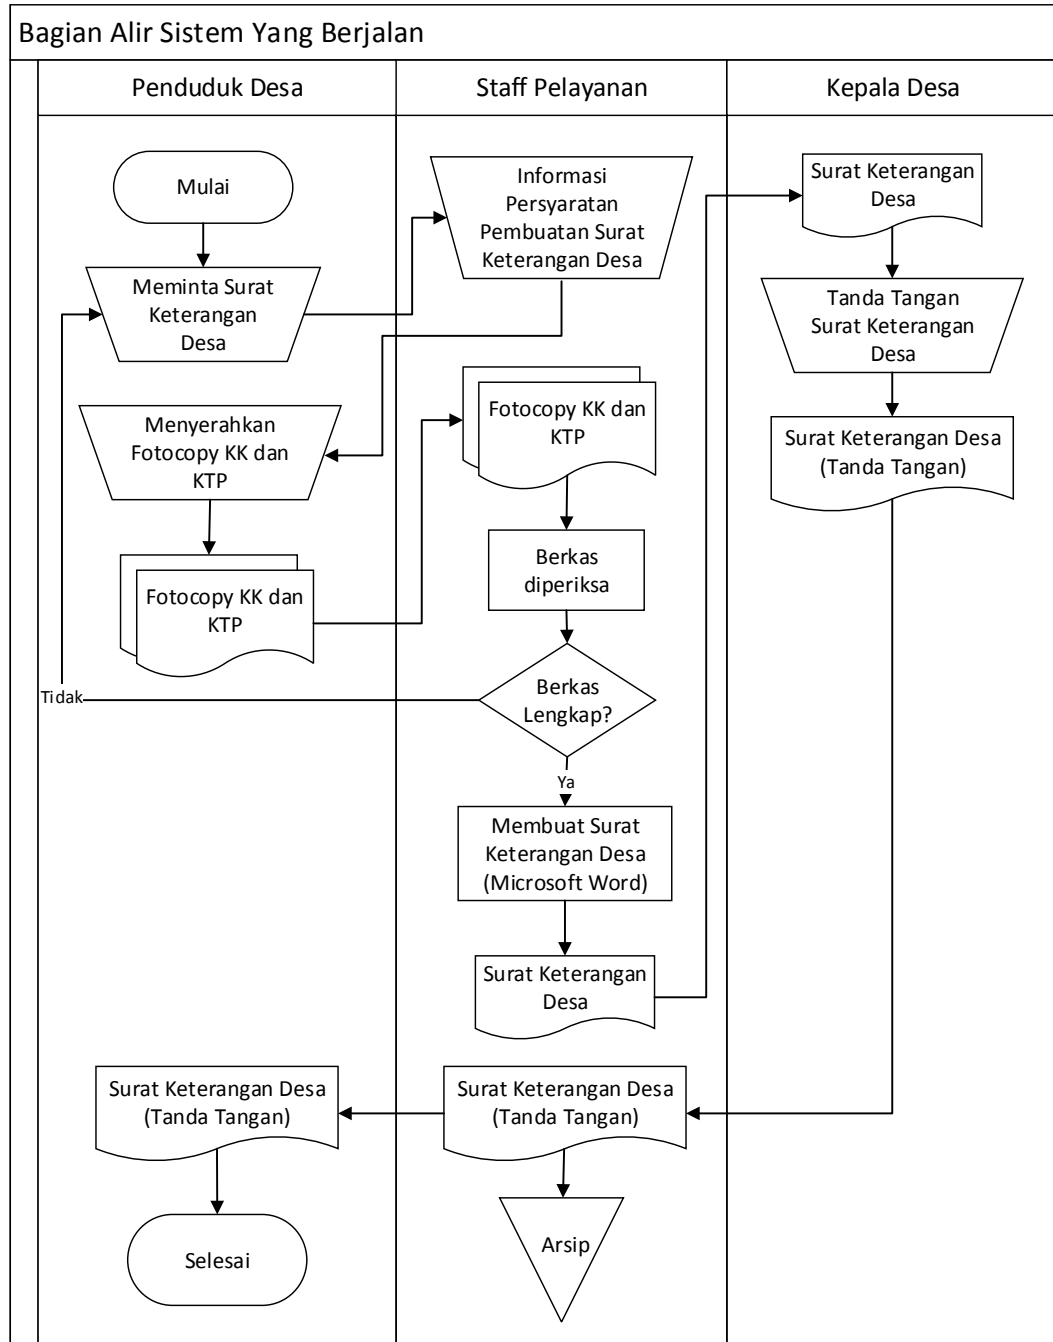 Bagian Alir Sistem Yang Berjalan
Penduduk Desa
Staff Pelayanan
Kepala Desa
Mulai
Meminta Surat
Keterangan
Desa
Informasi
Persyaratan
Pembuatan Surat
Keterangan Desa
Menyerahkan
Fotocopy KK dan
KTP
Fotocopy KK dan
KTP
Fotocopy KK dan
KTP
Berkas
diperiksa
Berkas
Lengkap?
Tidak
Ya
Membuat Surat
Keterangan Desa
(Microsoft Word)
Surat Keterangan
Desa
Surat Keterangan
Desa
Tanda Tangan
Surat Keterangan
Desa
Surat Keterangan Desa
(Tanda Tangan)
Surat Keterangan Desa
(Tanda Tangan)
Surat Keterangan Desa
(Tanda Tangan)
Arsip
Selesai